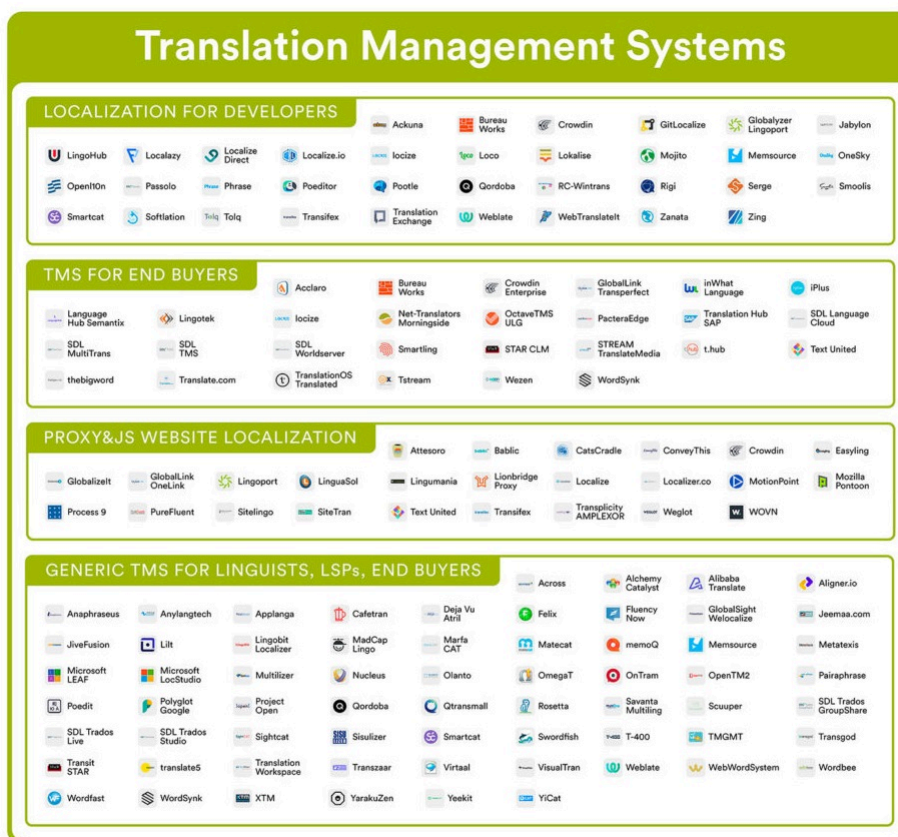 Translation Management Systems
LOCALIZATION FOR DEVELOPERS
Ackuna
Bureau Works
Crowdin
GitLocalize
Globalyzer Lingoport
Jabylon
LingoHub
Localazy
Localize Direct
Localize.io
locize
Loco
Lokalise
Mojito
Memsource
OneSky
Openl10n
Passolo
Phrase
Poeditor
Pootle
Qordoba
RC-Wintrans
Rigi
Serge
Smoolis
Smartcat
Softlation
Tolq
Transifex
Translation Exchange
Weblate
WebTranslateIt
Zanata
Zing
TMS FOR END BUYERS
Acclaro
Bureau Works
Crowdin Enterprise
GlobalLink Transperfect
inWhat Language
iPlus
Language Hub Semantix
Lingotek
locize
Net-Translators Morningside
OctaveTMS ULG
PacteraEdge
Translation Hub SAP
SDL Language Cloud
SDL MultiTrans
SDL TMS
SDL Worldserver
Smartling
STAR CLM
STREAM TranslateMedia
t.hub
Text United
thebigword
Translate.com
TranslationOS Translated
Tstream
Wezen
WordSynk
PROXY&JS WEBSITE LOCALIZATION
Attesoro
Bablic
CatsCradle
ConveyThis
Crowdin
Easyling
GlobalizeIt
GlobalLink OneLink
Lingoport
LinguaSol
Lingumania
Lionbridge Proxy
Localize
Localizer.co
MotionPoint
Mozilla Pontoon
Process 9
PureFluent
Sitelingo
SiteTran
Text United
Transifex
Transplicity AMPLEXOR
Weglot
WOVN
GENERIC TMS FOR LINGUISTS, LSPs, END BUYERS
Across
Alchemy Catalyst
Alibaba Translate
Aligner.io
Anaphraseus
Anylangtech
Applanga
Cafetran
Deja Vu Atril
Felix
Fluency Now
GlobalSight Welocalize
Jeemaa.com
JiveFusion
Lilt
Lingobit Localizer
MadCap Lingo
Marfa CAT
Matecat
memoQ
Memsource
Metatexis
Microsoft LEAF
Microsoft LocStudio
Multilizer
Nucleus
Olanto
OmegaT
OnTram
OpenTM2
Pairaphrase
Poedit
Polyglot Google
Project Open
Qordoba
Qtransmall
Rosetta
Savanta Multiling
Scuuper
SDL Trados GroupShare
SDL Trados Live
SDL Trados Studio
Sightcat
Sisulizer
Smartcat
Swordfish
T-400
TMGMT
Transgod
Transit STAR
translate5
Translation Workspace
Transzaar
Virtaal
VisualTran
Weblate
WebWordSystem
Wordbee
Wordfast
WordSynk
XTM
YarakuZen
Yeekit
YiCat